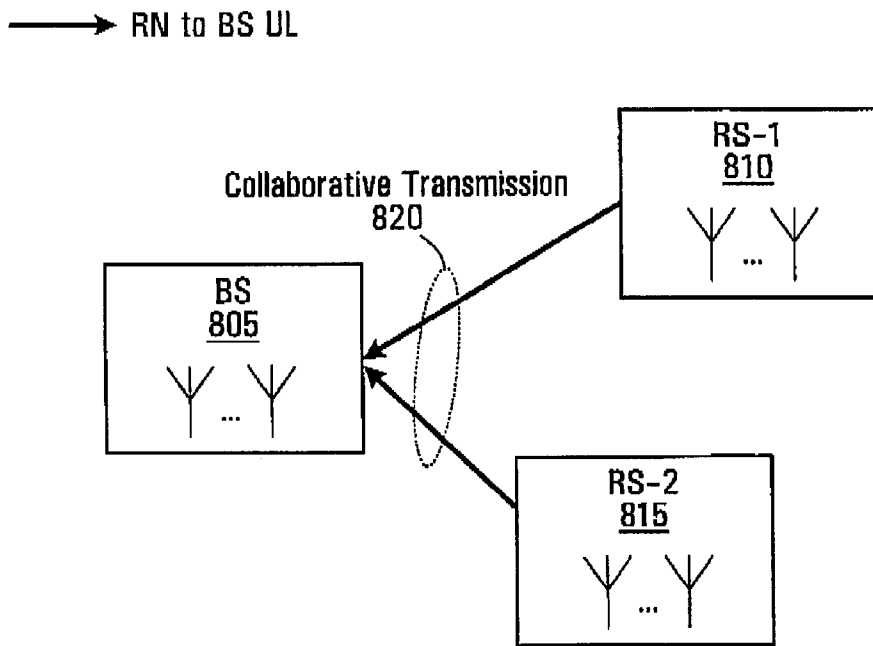 RN to BS UL
RS-1
810
...
Collaborative Transmission
820
BS
805
...
RS-2
815
...